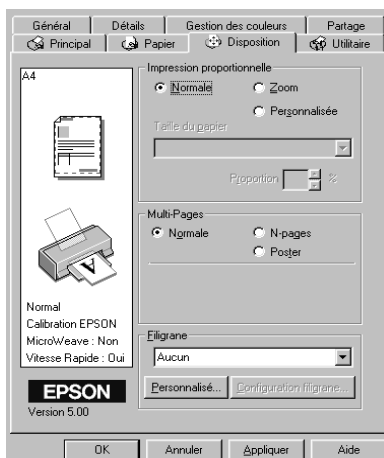 Général Détails Gestion des couleurs Partage
Principal Papier Disposition Utilitaire
A4
Impression proportionnelle
Normale Zoom
Personnalisée
Taille du papier
Proportion %
Multi-Pages
Normale N-pages
Poster
Normal
Calibration EPSON
MicroWeave : Non
Vitesse Rapide : Oui
Filigrane
Aucun
Personnalisé... Configuration filigrane...
EPSON
Version 5.00
OK Annuler Appliquer Aide